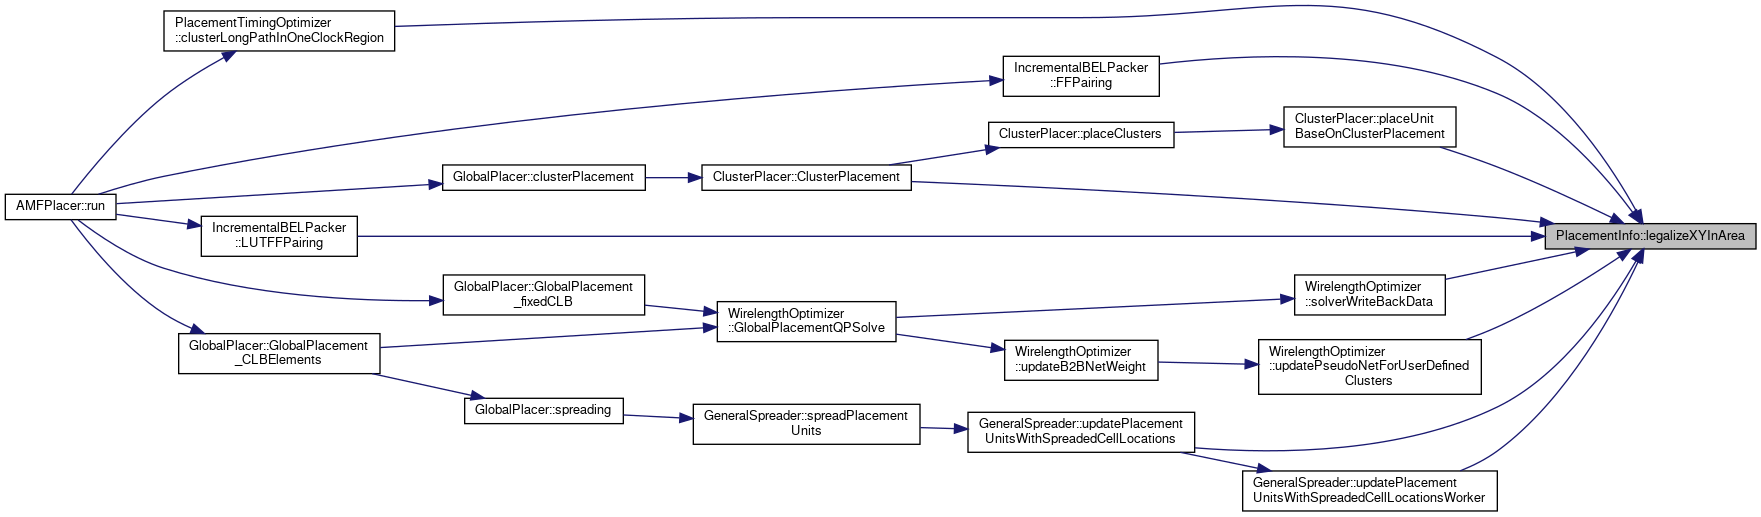 PlacementTimingOptimizer
::clusterLongPathInOneClockRegion
IncrementalBELPacker
::FFPairing
ClusterPlacer::placeUnit
BaseOnClusterPlacement
ClusterPlacer::placeClusters
GlobalPlacer::clusterPlacement
ClusterPlacer::ClusterPlacement
AMFPlacer::run
IncrementalBELPacker
::LUTFFPairing
PlacementInfo::legalizeXYInArea
GlobalPlacer::GlobalPlacement
_fixedCLB
WirelengthOptimizer
::solverWriteBackData
WirelengthOptimizer
::GlobalPlacementQPSolve
GlobalPlacer::GlobalPlacement
_CLBElements
WirelengthOptimizer
::updateB2BNetWeight
WirelengthOptimizer
::updatePseudoNetForUserDefined
Clusters
GlobalPlacer::spreading
GeneralSpreader::spreadPlacement
Units
GeneralSpreader::updatePlacement
UnitsWithSpreadedCellLocations
GeneralSpreader::updatePlacement
UnitsWithSpreadedCellLocationsWorker